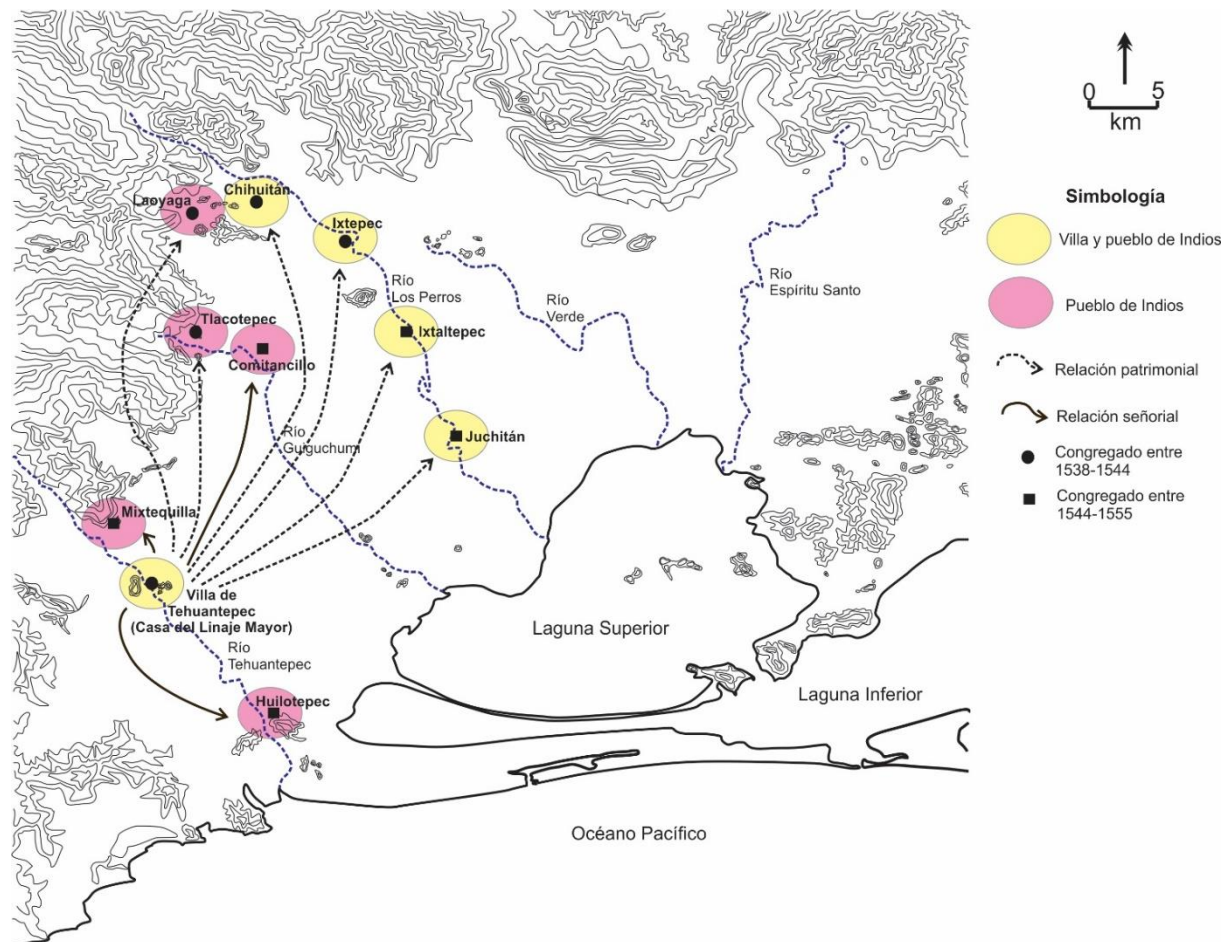 0 5
km
Simbología
Villa y pueblo de Indios
Pueblo de Indios
Relación patrimonial
Relación señorial
Congregado entre
1538-1544
Congregado entre
1544-1555
Chihuitán
Laoyaga
Ixtepec
Río
Los Perros
Río
Verde
Río
Espíritu Santo
Tlacotepec
Ixtaltepec
Comitancillo
Río
Guiguchumi
Juchitán
Mixtequilla
Villa de
Tehuantepec
(Casa del Linaje Mayor)
Río
Tehuantepec
Laguna Superior
Laguna Inferior
Huilotepec
Océano Pacífico